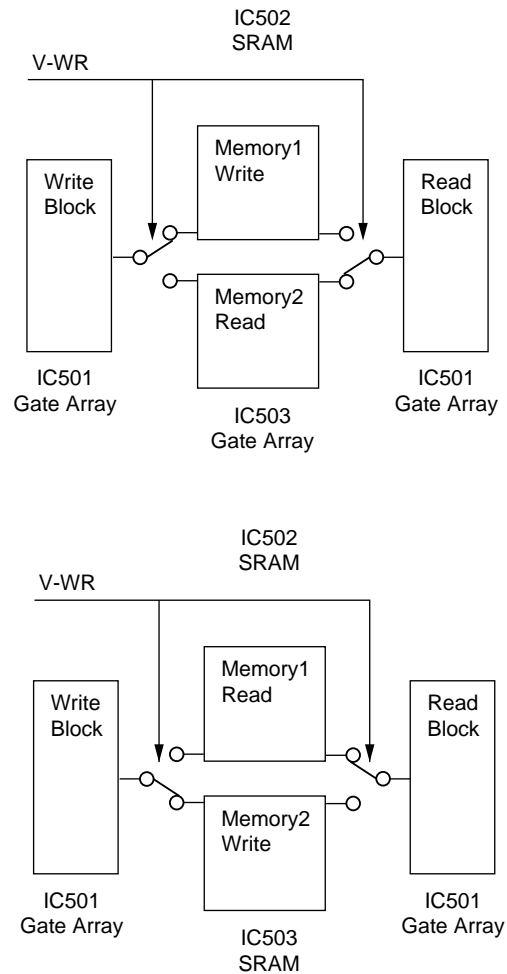 IC502
SRAM
V-WR
Memory1
Write
Write
Block
Read
Block
Memory2
Read
IC501
Gate Array
IC503
Gate Array
IC501
Gate Array
IC502
SRAM
V-WR
Memory1
Read
Write
Block
Read
Block
Memory2
Write
IC501
Gate Array
IC503
SRAM
IC501
Gate Array